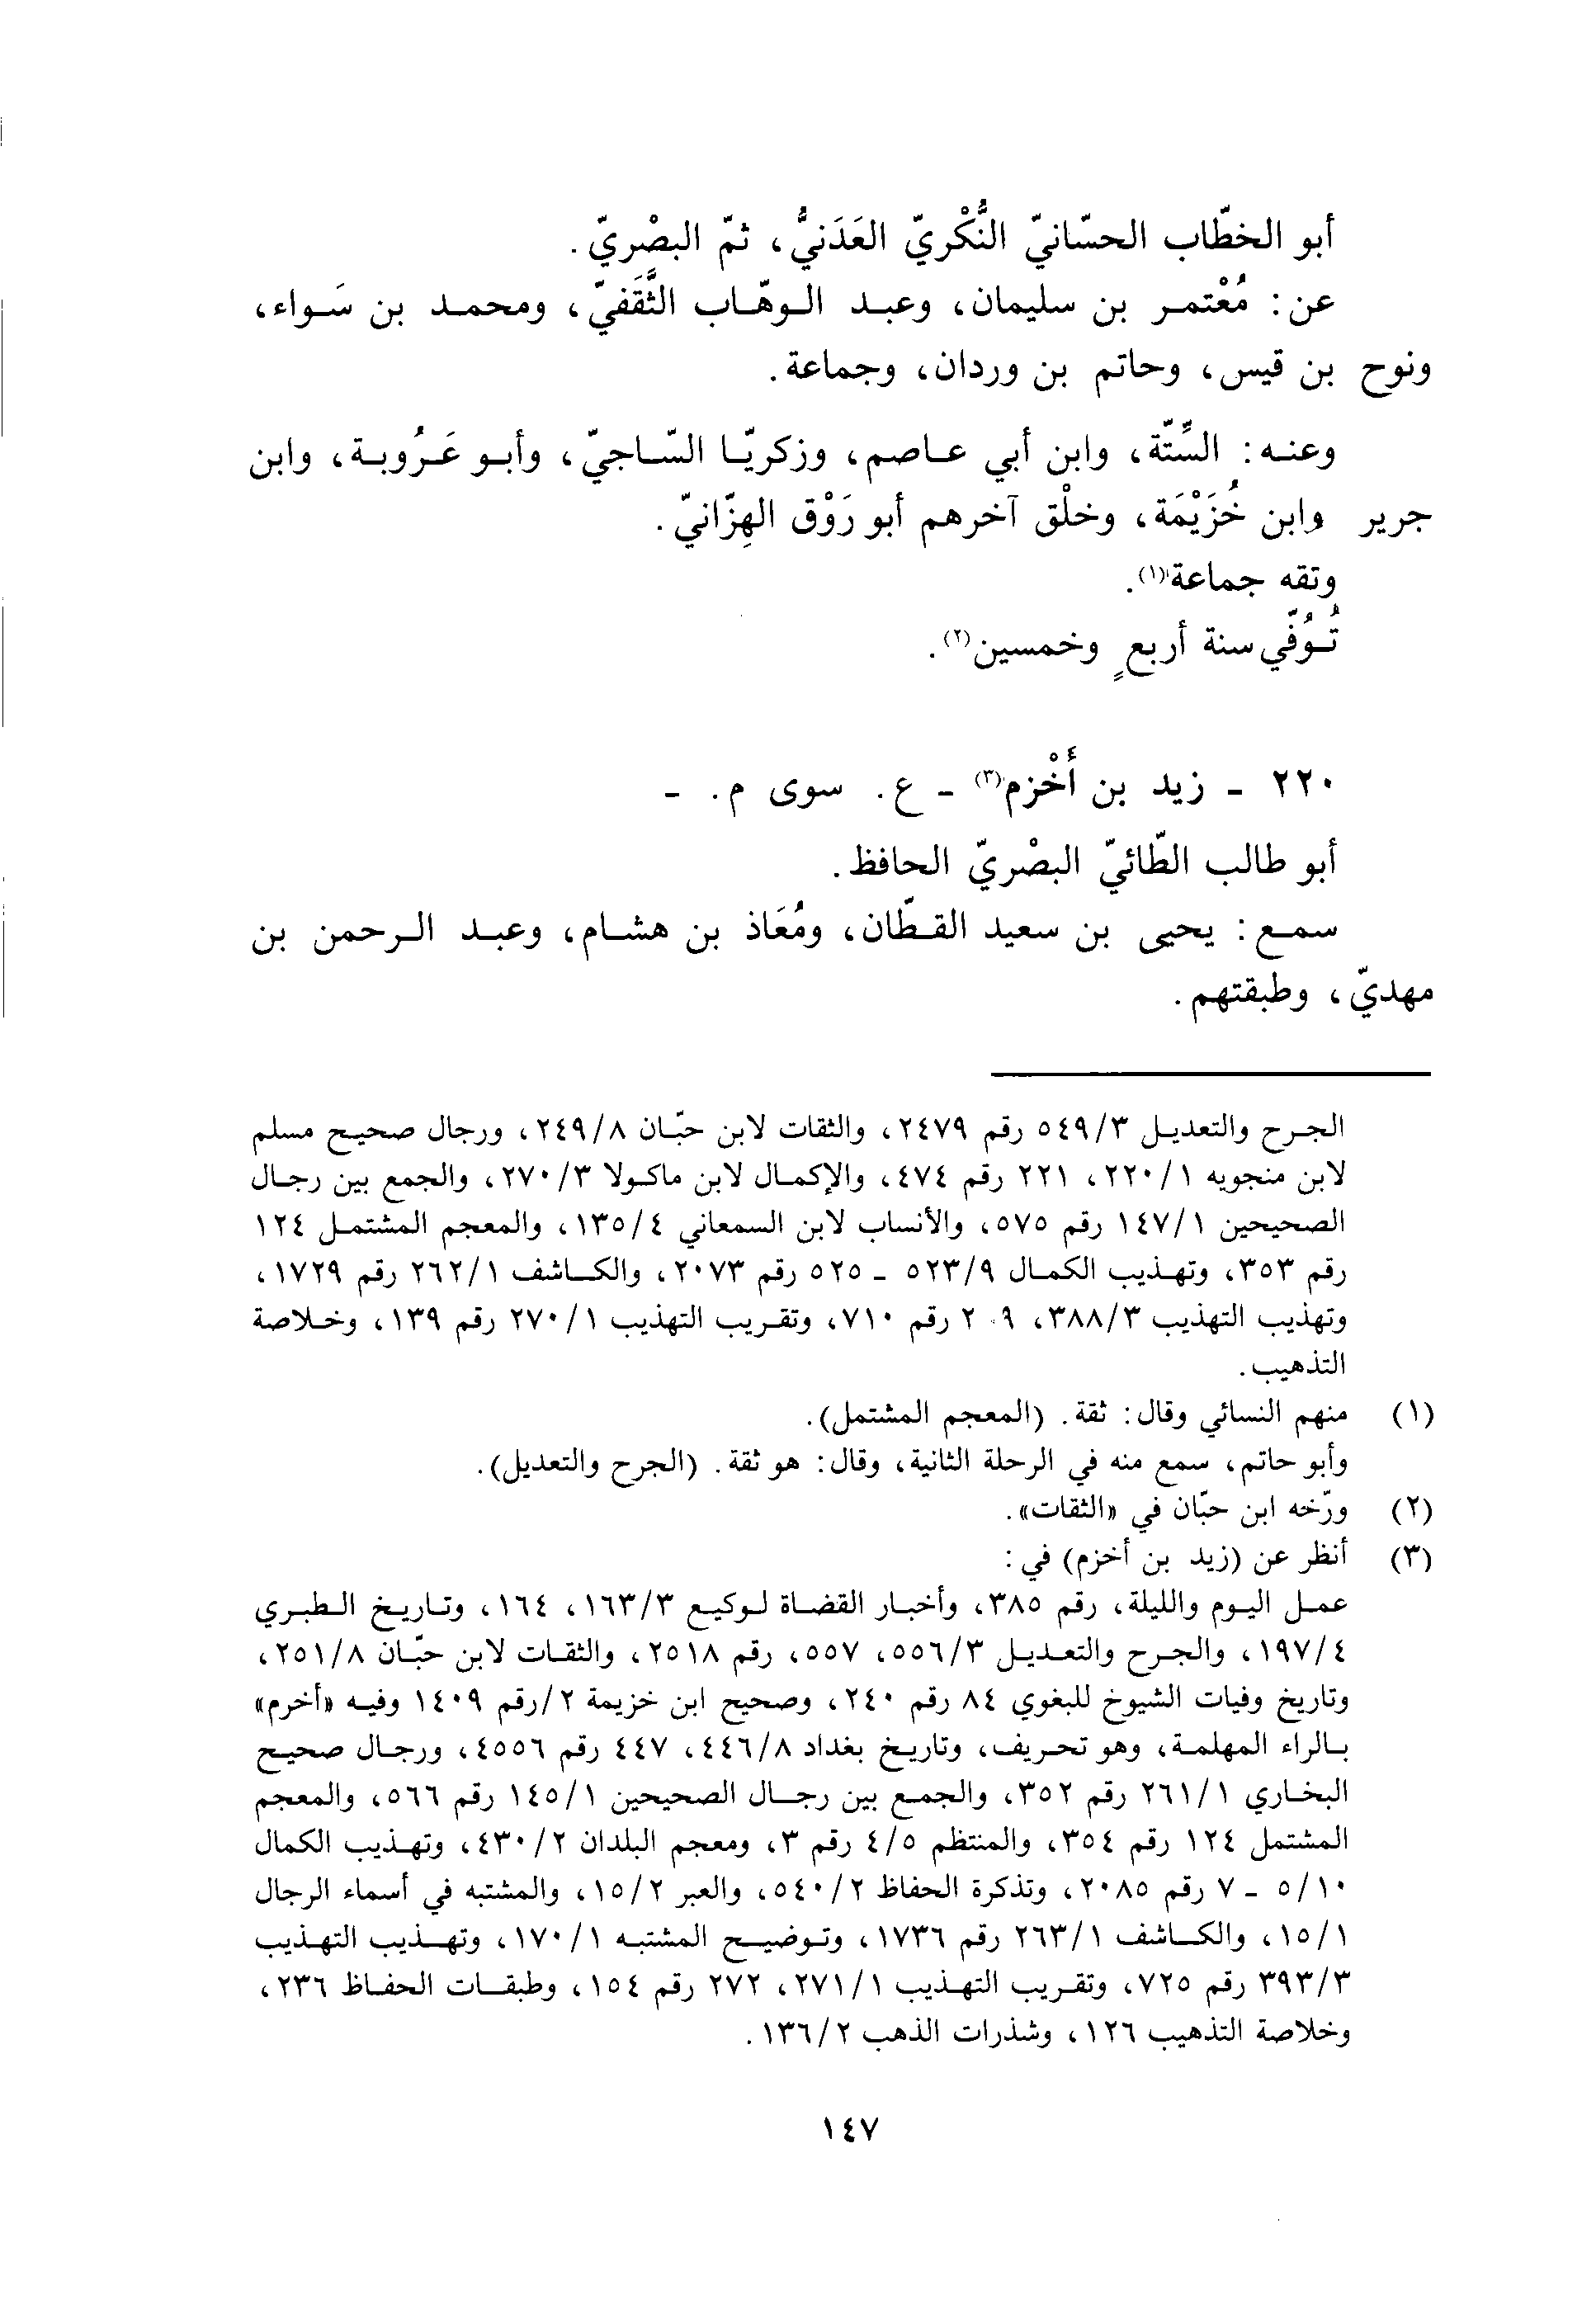 أبو الخطّاب الحسّانيّ النُّكْريّ العَدَنيُّ، ثمّ البصْريّ.
عن: مُعْتمر بن سليمان، وعبد الوهّاب الثَّقَفيّ، ومحمد بن سَواء،
ونوح بن قيس، وحاتم بن وردان، وجماعة.
وعنه: السِّتّة، وابن أبي عاصم، وزكريّا السّاجيّ، وأبو عَرُوبة، وابن
جرير وابن خُزَيْمَة، وخلْق آخرهم أبو رَوْق الهِزّانيّ.
وتقه جماعة(١).
تُوُفّي سنة أربعٍ وخمسين(٢).
٢٢٠ - زيد بن أَخْزم(٣) - ع. سوى م. -
أبو طالب الطّائيّ البصْريّ الحافظ.
سمع: يحيى بن سعيد القطّان، ومُعَاذ بن هشام، وعبد الرحمن بن
مهديّ، وطبقتهم.
الجرح والتعديل ٥٤٩/٣ رقم ٢٤٧٩، والثقات لابن حبّان ٢٤٩/٨، ورجال صحيح مسلم
لابن منجويه ٢٢٠/١، ٢٢١ رقم ٤٧٤، والإكمال لابن ماكولا ٢٧٠/٣، والجمع بين رجال
الصحيحين ١٤٧/١ رقم ٥٧٥، والأنساب لابن السمعاني ١٣٥/٤، والمعجم المشتمل ١٢٤
رقم ٣٥٣، وتهذيب الكمال ٥٢٣/٩ - ٥٢٥ رقم ٢٠٧٣، والكاشف ٢٦٢/١ رقم ١٧٢٩،
وتهذيب التهذيب ٣٨٨/٣، رقم ٧١٠، وتقريب التهذيب ٢٧٠/١ رقم ١٣٩، وخلاصة
التذهيب.
(١) منهم النسائي وقال: ثقة. (المعجم المشتمل).
وأبو حاتم، سمع منه في الرحلة الثانية، وقال: هو ثقة. (الجرح والتعديل).
(٢) ورّخه ابن حبّان في «الثقات».
(٣) أنظر عن (زيد بن أخزم) في:
عمل اليوم والليلة، رقم ٣٨٥، وأخبار القضاة لوكيع ١٦٣/٣، ١٦٤، وتاريخ الطبري
١٩٧/٤، والجرح والتعديل ٥٥٦/٣، ٥٥٧، رقم ٢٥١٨، والثقات لابن حبّان ٢٥١/٨،
وتاريخ وفيات الشيوخ للبغوي ٨٤ رقم ٢٤٠، وصحيح ابن خزيمة ٢/رقم ١٤٠٩ وفيه «أخرم»
بالراء المهلمة، وهو تحريف، وتاريخ بغداد ٤٤٦/٨، ٤٤٧ رقم ٤٥٥٦، ورجال صحيح
البخاري ٢٦١/١ رقم ٣٥٢، والجمع بين رجال الصحيحين ١٤٥/١ رقم ٥٦٦، والمعجم
المشتمل ١٢٤ رقم ٣٥٤، والمنتظم ٤/٥ رقم ٣، ومعجم البلدان ٤٣٠/٢، وتهذيب الكمال
٥/١٠ - ٧ رقم ٢٠٨٥، وتذكرة الحفاظ ٥٤٠/٢، والعبر ١٥/٢، والمشتبه في أسماء الرجال
١٥/١، والكاشف ٢٦٣/١ رقم ١٧٣٦، وتوضيح المشتبه ١٧٠/١، وتهذيب التهذيب
٣٩٣/٣ رقم ٧٢٥، وتقريب التهذيب ٢٧١/١، ٢٧٢ رقم ١٥٤، وطبقات الحفاظ ٢٣٦،
وخلاصة التذهيب ١٢٦، وشذرات الذهب ١٣٦/٢.
١٤٧